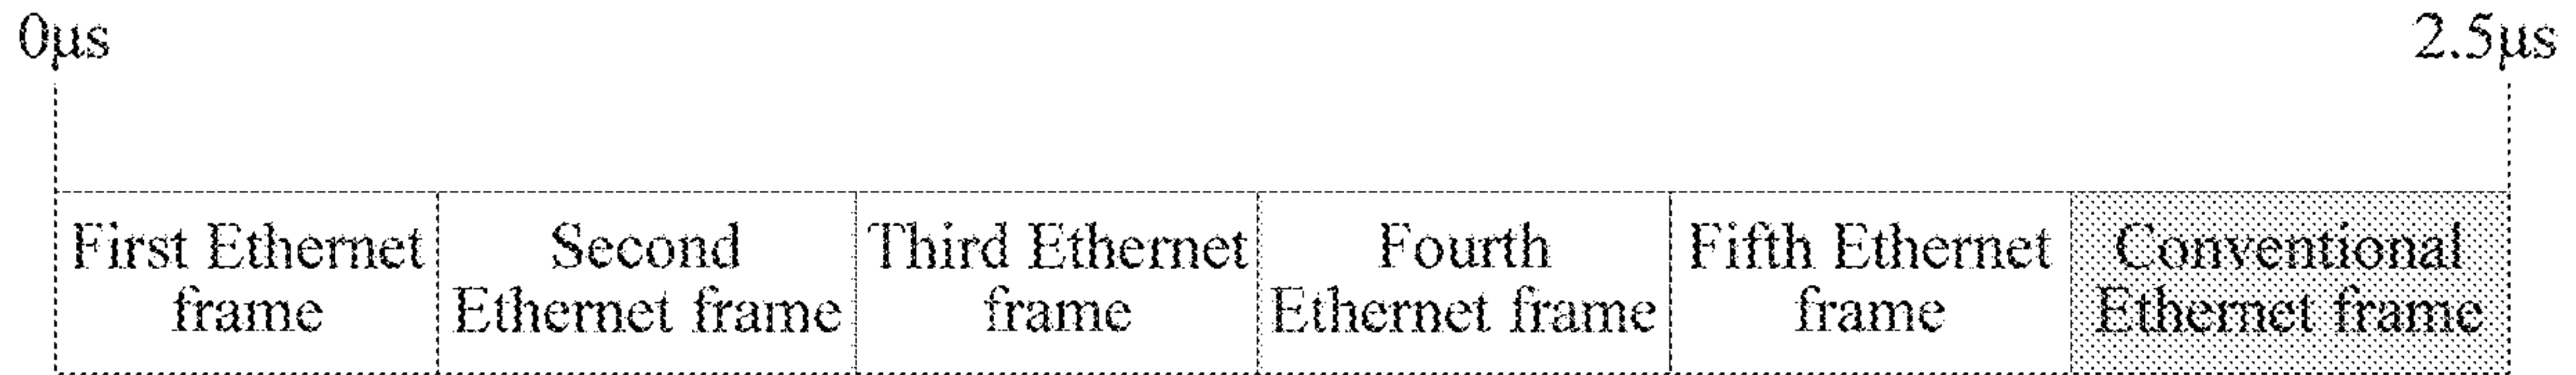 0μs
2.5μs
First Ethernet
frame
Second
Ethernet frame
Third Ethernet
frame
Fourth
Ethernet frame
Fifth Ethernet
frame
Conventional
Ethernet frame